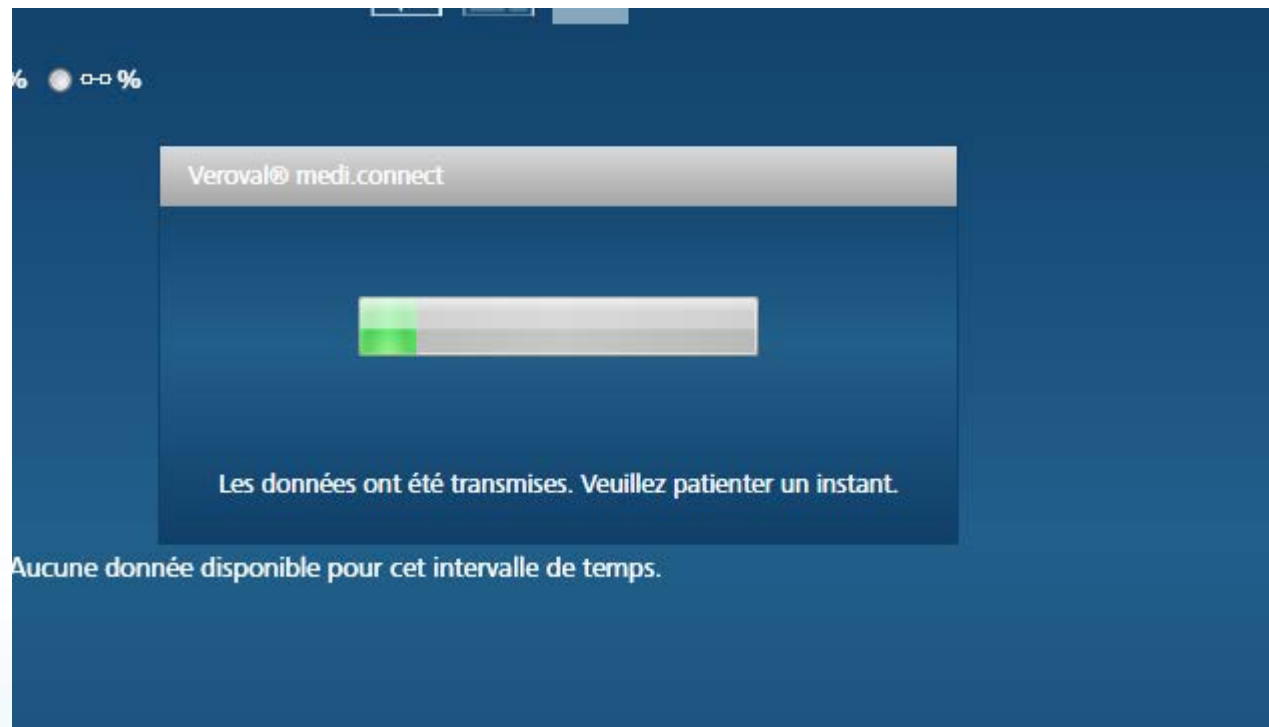 % %
Veroval® medi.connect
Les données ont été transmises. Veuillez patienter un instant.
Aucune donnée disponible pour cet intervalle de temps.